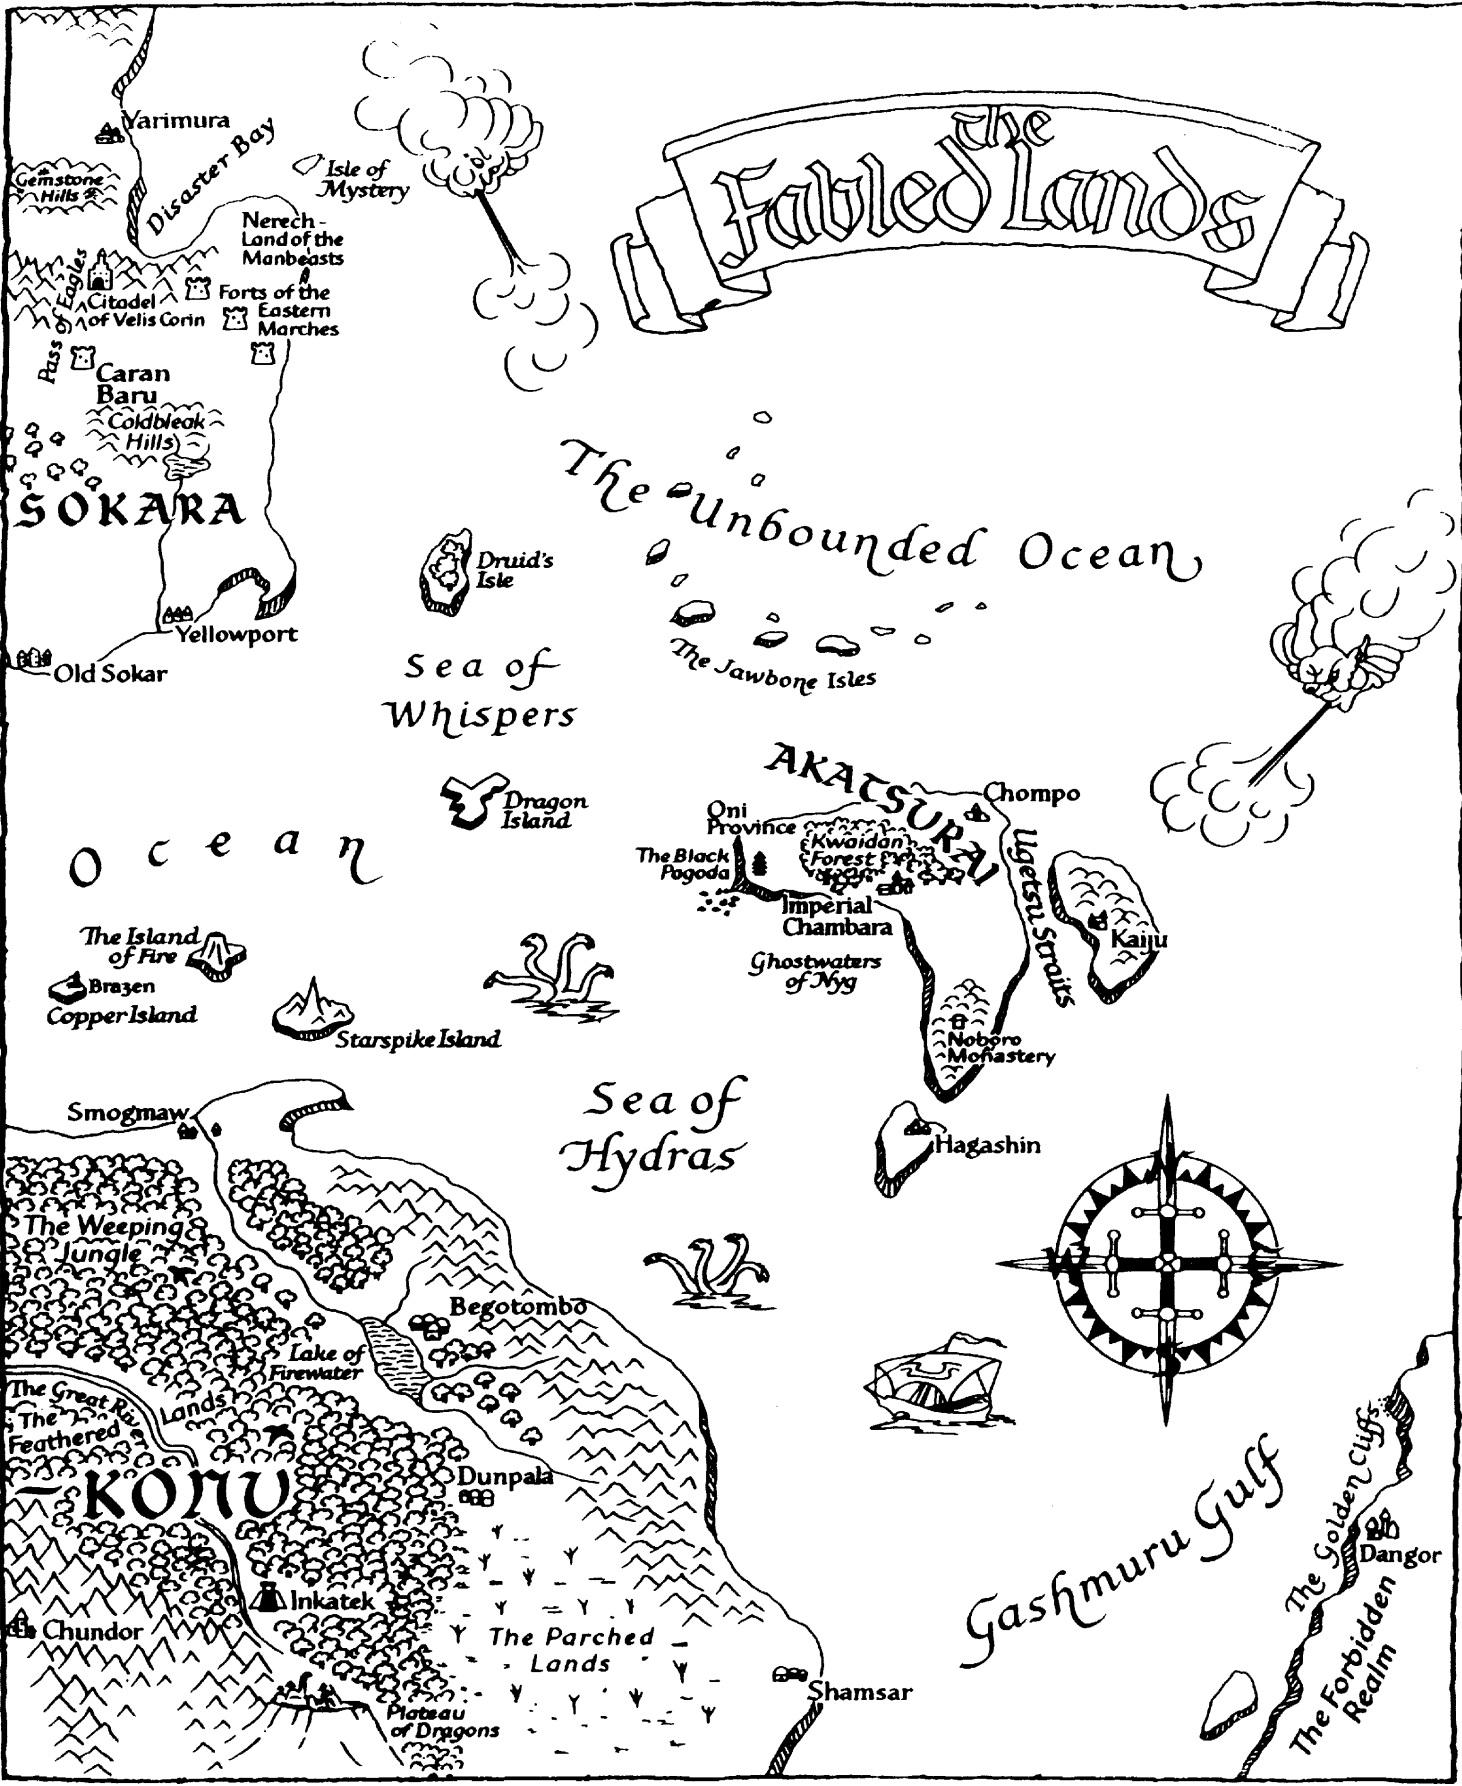 The
Fabled Lands
Yarimura
Disaster Bay
Isle of
Mystery
Gemstone
Hills
Nerech -
Land of the
Manbeasts
Pass of Eagles
Citadel
of Velis Corin
Forts of the
Eastern
Marches
Caran
Baru
Coldbleak
Hills
SOKARA
The Unbounded Ocean
Druid's
Isle
Yellowport
Old Sokar
Sea of
Whispers
The Jawbone Isles
AKATSURAI
Chompo
Dragon
Island
Oni
Province
Kwaidan
Forest
The Black
Pagoda
Ocean
Imperial
Chambara
Ugetsu Straits
Kaiju
The Island
of Fire
Ghostwaters
of Nyg
Brazen
Copper Island
Starspike Island
Noboro
Monastery
Sea of
Hydras
Smogmaw
Hagashin
N
W
E
S
The Weeping
Jungle
Begotombo
Lake of
Firewater
The Great River
The
Feathered
Lands
KONU
Dunpala
The Golden Cliffs
Gashmuru Gulf
Dangor
Inkatek
Chundor
The Parched
Lands
The Forbidden
Realm
Shamsar
Plateau
of Dragons